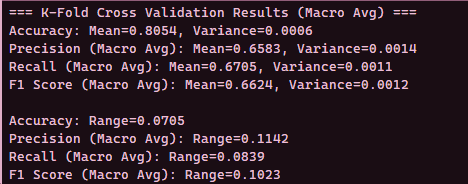 === K-Fold Cross Validation Results (Macro Avg) ===
Accuracy: Mean=0.8054, Variance=0.0006
Precision (Macro Avg): Mean=0.6583, Variance=0.0014
Recall (Macro Avg): Mean=0.6705, Variance=0.0011
F1 Score (Macro Avg): Mean=0.6624, Variance=0.0012
Accuracy: Range=0.0705
Precision (Macro Avg): Range=0.1142
Recall (Macro Avg): Range=0.0839
F1 Score (Macro Avg): Range=0.1023